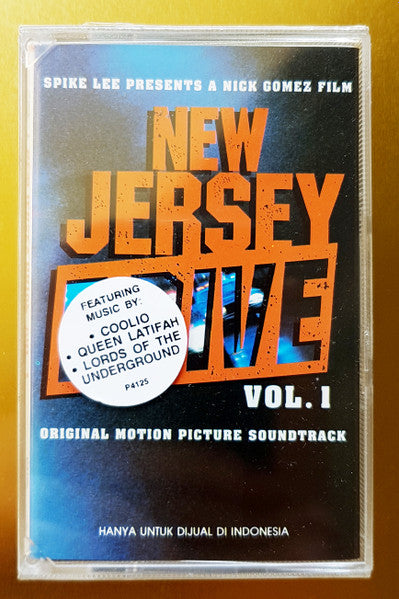 SPIKE LEE PRESENTS A NICK GOMEZ FILM
NEW
JERSEY
DRIVE
FEATURING
MUSIC BY:
• COOLIO
• QUEEN LATIFAH
• LORDS OF THE
UNDERGROUND
P4125
VOL. 1
ORIGINAL MOTION PICTURE SOUNDTRACK
HANYA UNTUK DIJUAL DI INDONESIA